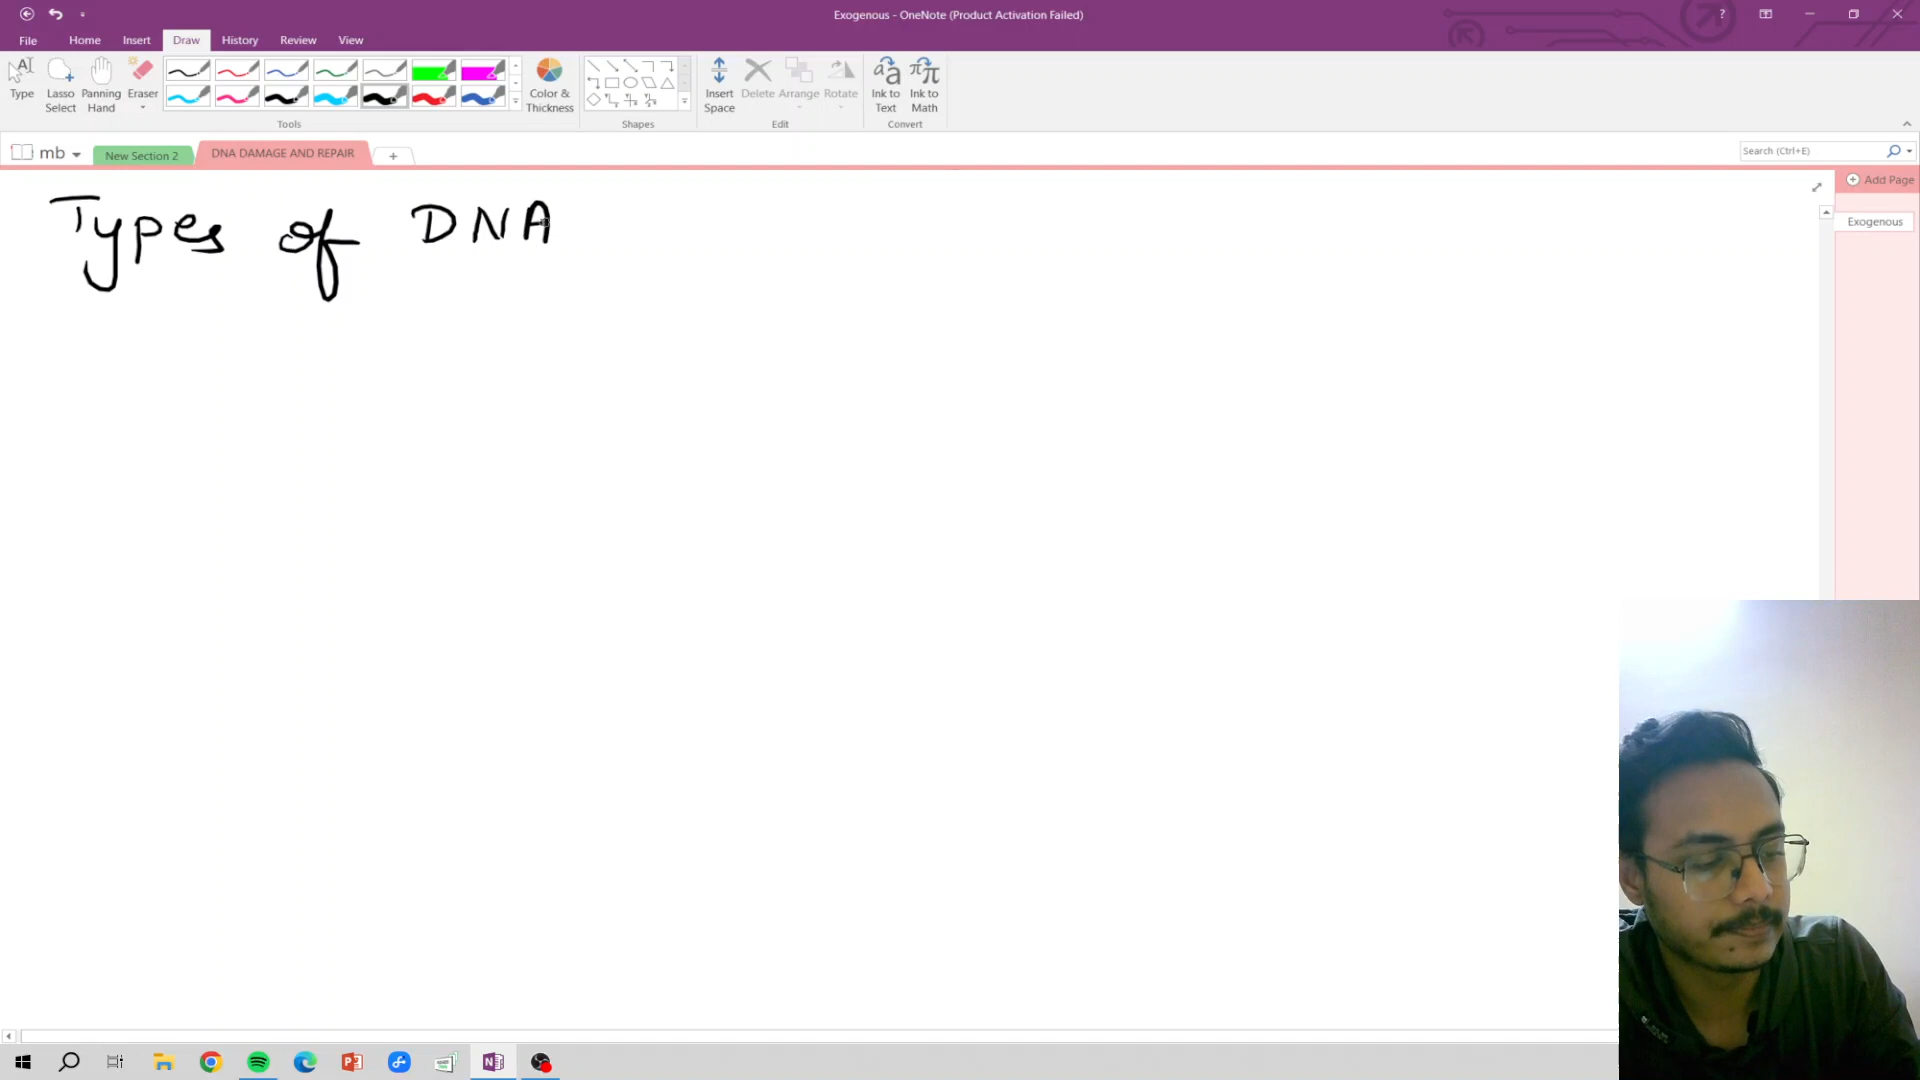 Exogenous - OneNote (Product Activation Failed)
?
File Home Insert Draw History Review View
Type
Lasso Select
Panning Hand
Eraser
Color & Thickness
Insert Space
Delete
Arrange
Rotate
Ink to Text
Ink to Math
Tools Shapes Edit Convert
mb
New Section 2
DNA DAMAGE AND REPAIR
+
Search (Ctrl+E)
Add Page
Exogenous
Types of DNA